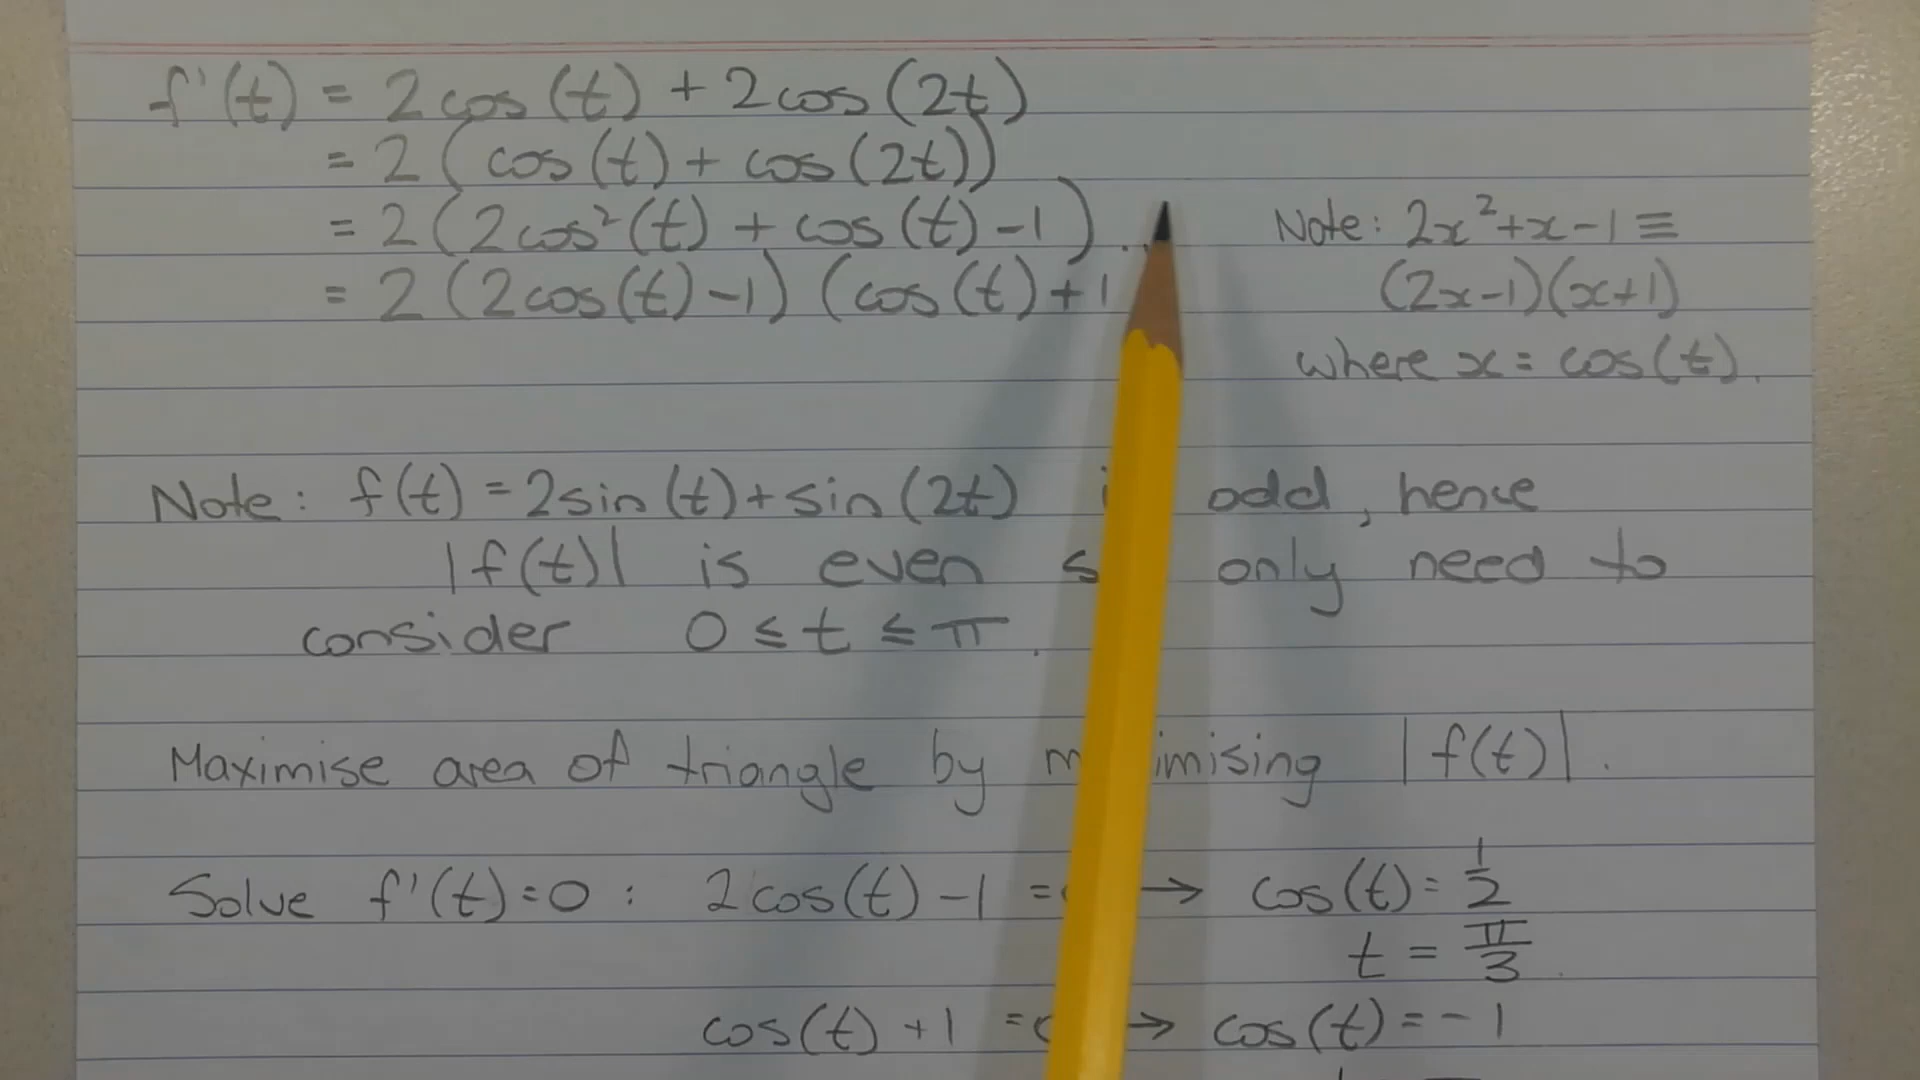 f'(t) = 2cos(t) + 2cos(2t)
= 2(cos(t) + cos(2t))
= 2(2cos²(t) + cos(t) -1)
= 2(2cos(t)-1)(cos(t)+1
Note: 2x²+x-1≡
(2x-1)(x+1)
where x = cos(t).
Note: f(t) = 2sin(t)+sin(2t) odd, hence
|f(t)| is even only need to
consider 0 ≤ t ≤ π.
Maximise area of triangle by |f(t)|.
Solve f'(t)=0 : 2cos(t) -1 = → cos(t) = 1/2
t = π/3
cos(t) +1 = → cos(t) = -1